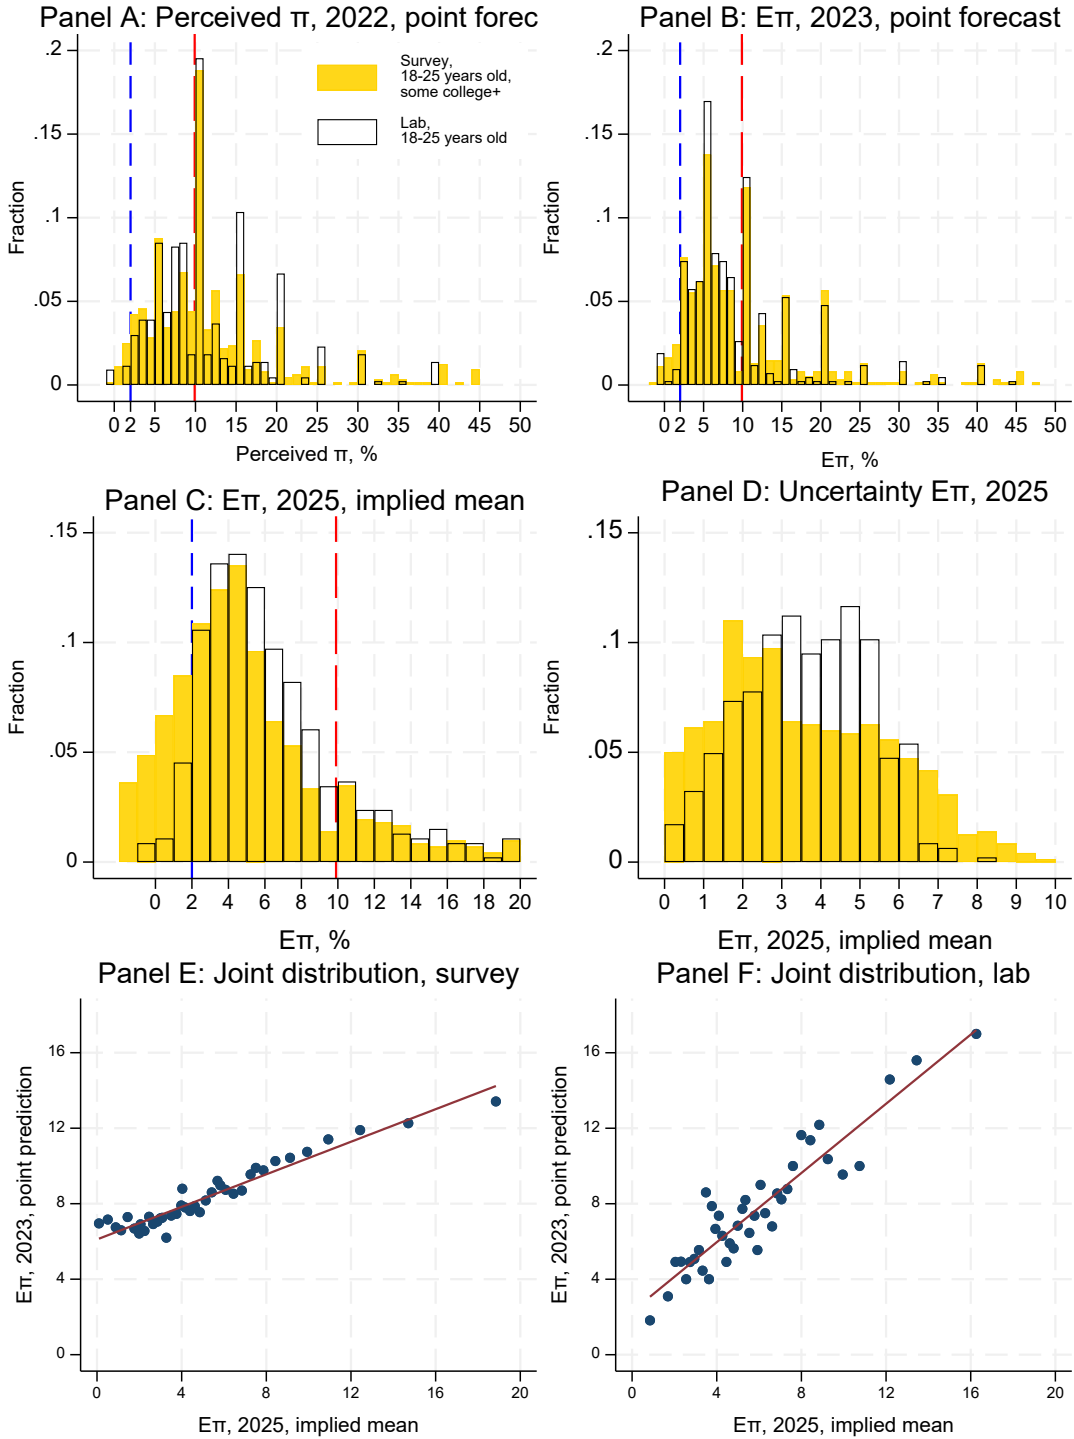 Panel A: Perceived π, 2022, point forec
.2
.15
.1
.05
0
Fraction
Survey,
18-25 years old,
some college+
Lab,
18-25 years old
0 2 5 10 15 20 25 30 35 40 45 50
Perceived π, %
Panel B: Eπ, 2023, point forecast
.2
.15
.1
.05
0
Fraction
0 2 5 10 15 20 25 30 35 40 45 50
Eπ, %
Panel C: Eπ, 2025, implied mean
.15
.1
.05
0
Fraction
0 2 4 6 8 10 12 14 16 18 20
Eπ, %
Panel D: Uncertainty Eπ, 2025
.15
.1
.05
0
Fraction
0 1 2 3 4 5 6 7 8 9 10
Eπ, 2025, implied mean
Panel E: Joint distribution, survey
16
12
8
4
0
Eπ, 2023, point prediction
0 4 8 12 16 20
Eπ, 2025, implied mean
Panel F: Joint distribution, lab
16
12
8
4
0
Eπ, 2023, point prediction
0 4 8 12 16 20
Eπ, 2025, implied mean